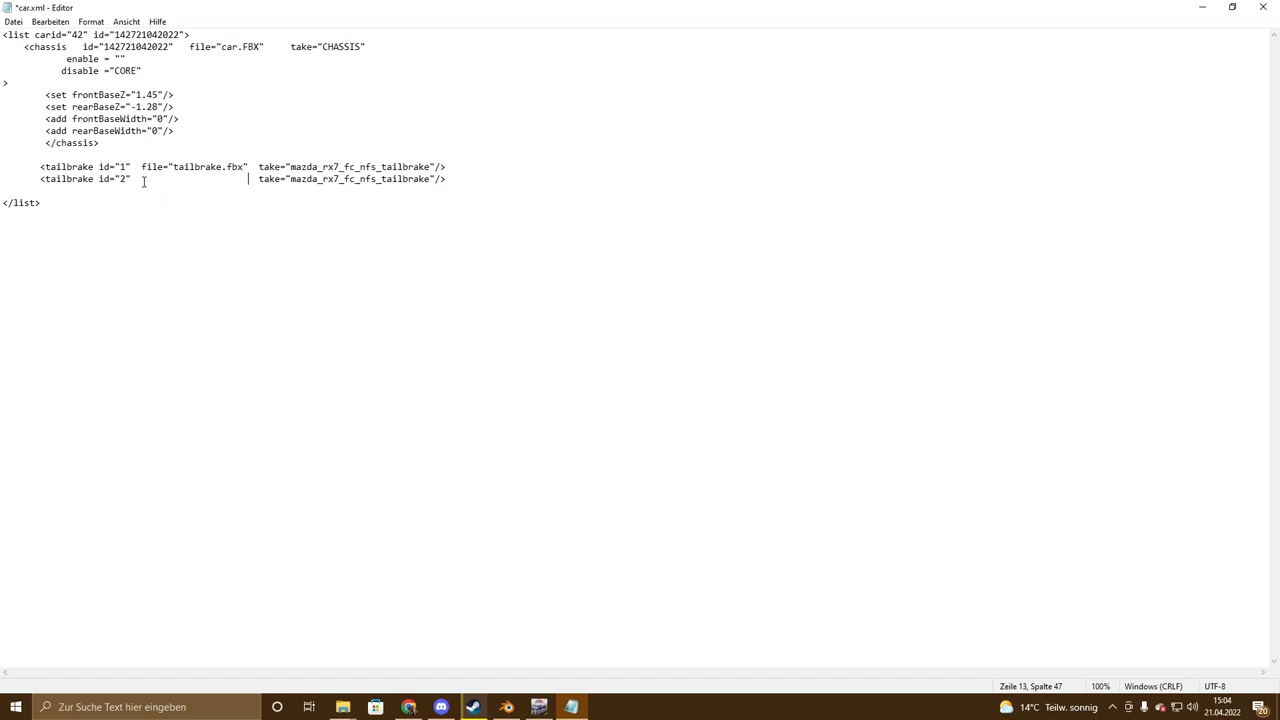 *car.xml - Editor
Datei Bearbeiten Format Ansicht Hilfe
<list carid="42" id="142721042022">
<chassis id="142721042022" file="car.FBX" take="CHASSIS"
enable = ""
disable ="CORE"
>
<set frontBaseZ="1.45"/>
<set rearBaseZ="-1.28"/>
<add frontBaseWidth="0"/>
<add rearBaseWidth="0"/>
</chassis>
<tailbrake id="1" file="tailbrake.fbx" take="mazda_rx7_fc_nfs_tailbrake"/>
<tailbrake id="2" take="mazda_rx7_fc_nfs_tailbrake"/>
</list>
Zeile 13, Spalte 47 100% Windows (CRLF) UTF-8
Zur Suche Text hier eingeben
14°C Teilw. sonnig
15:04
21.04.2022
20